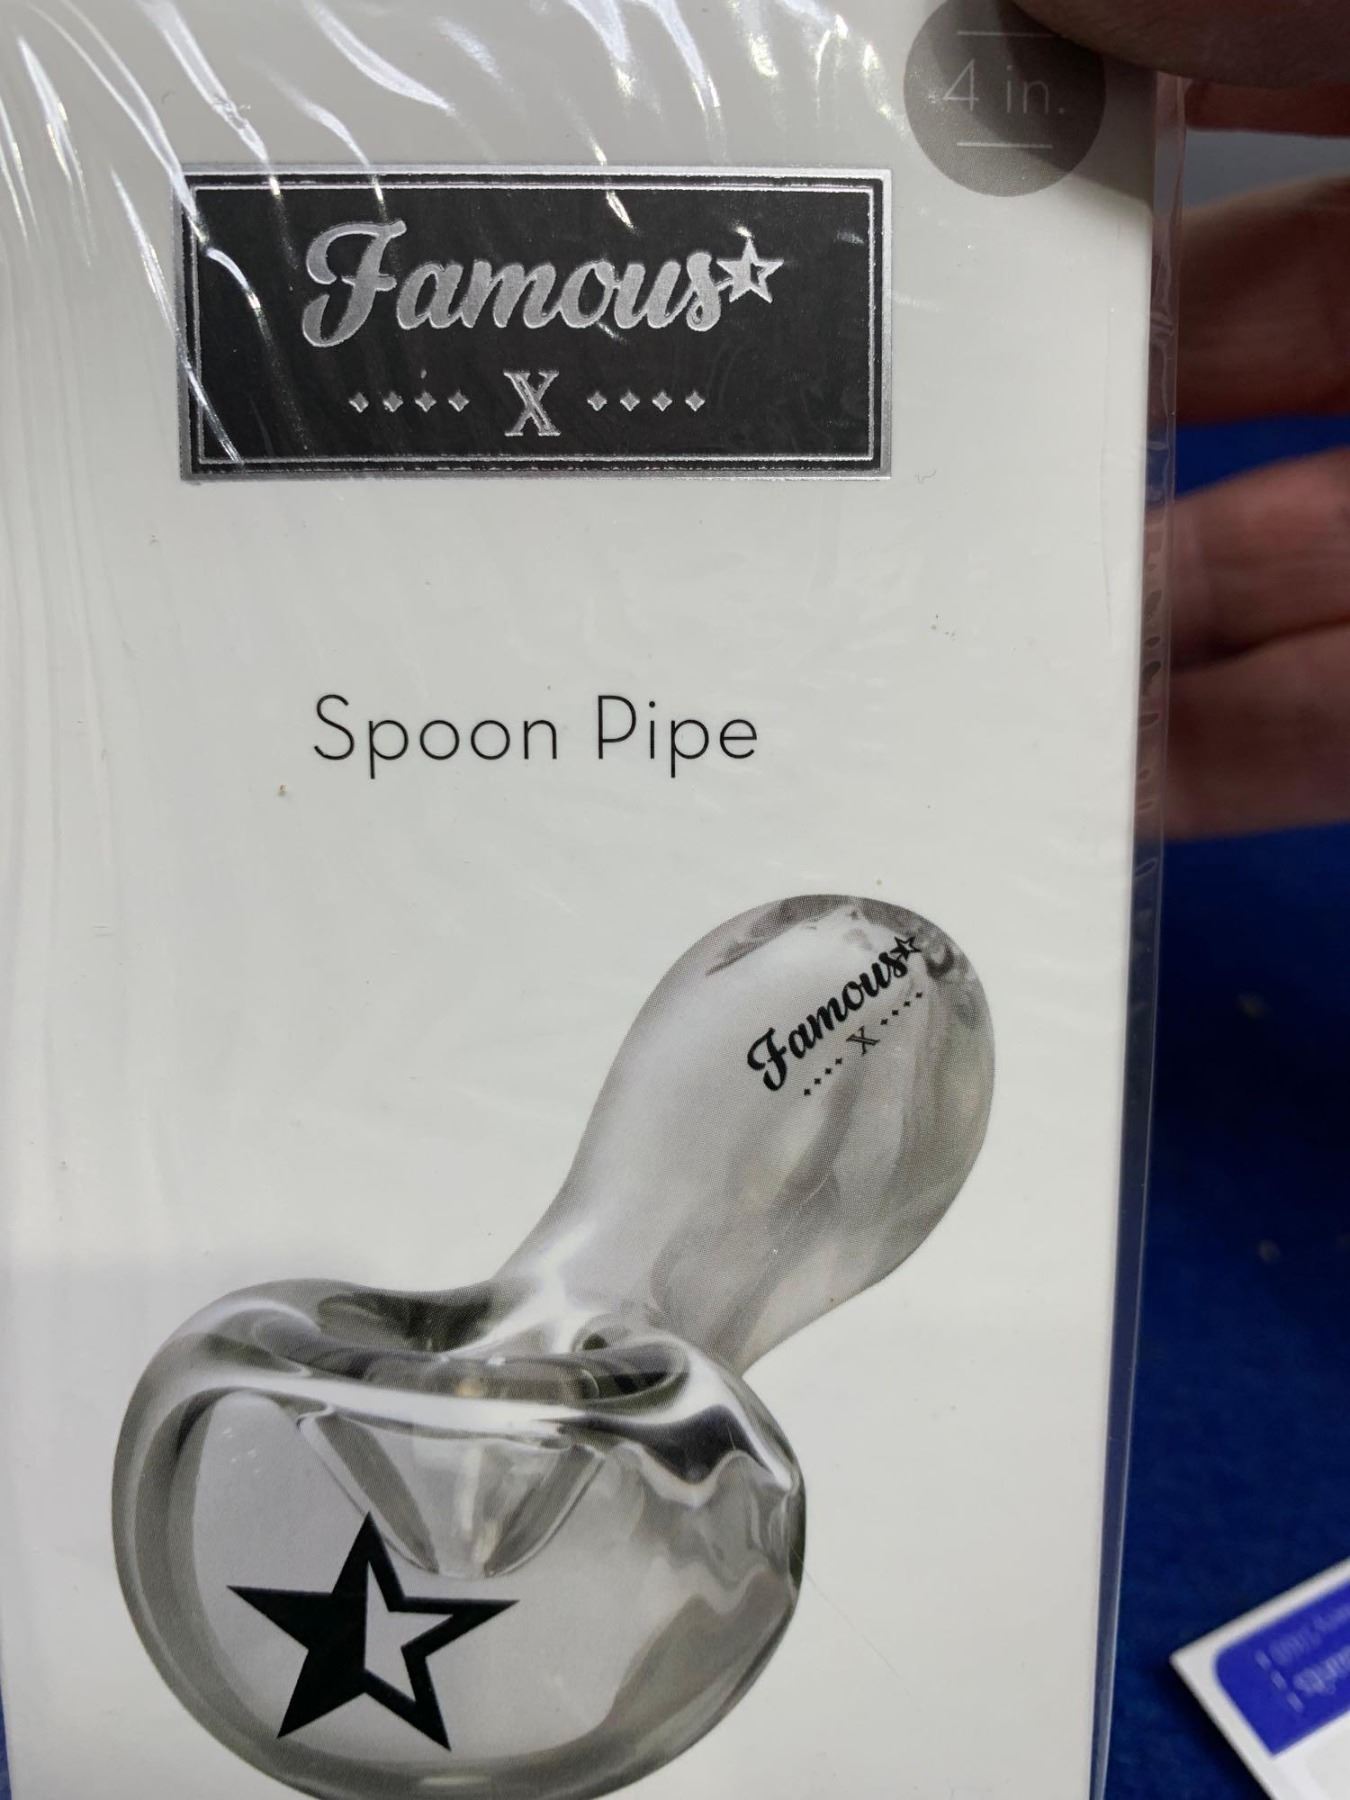 4 in.
Famous
X
Spoon Pipe
Famous
X